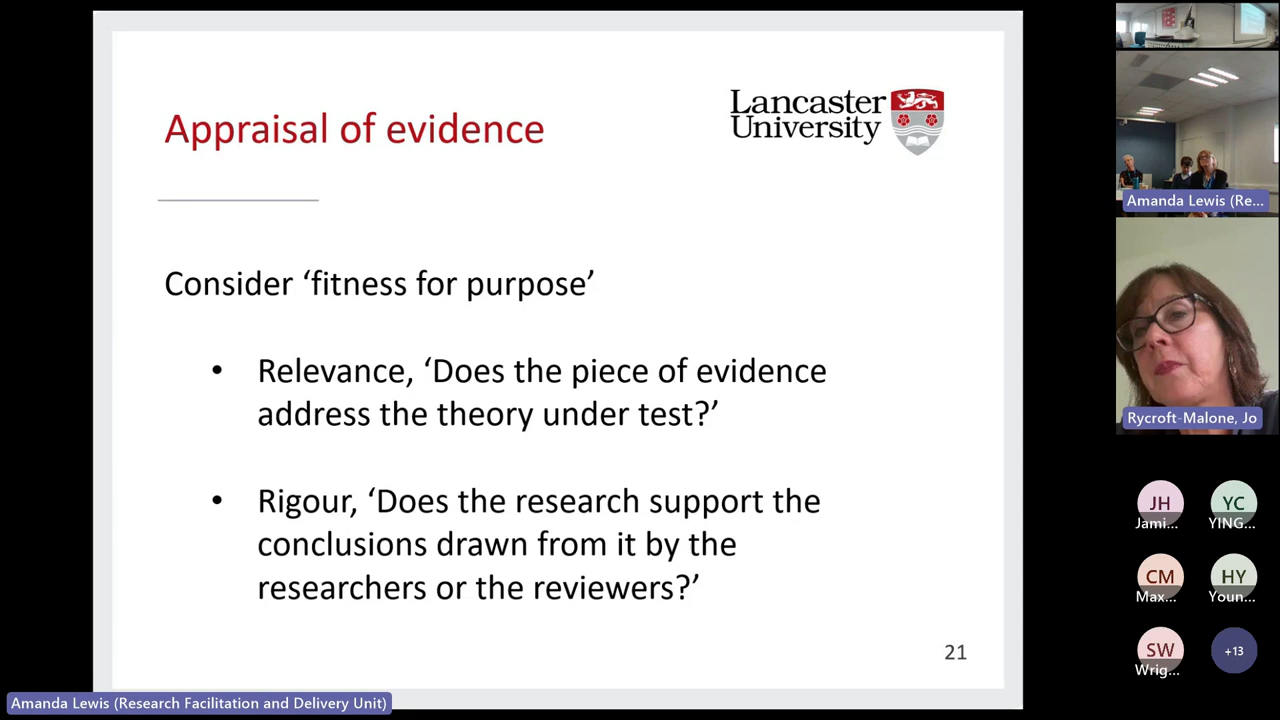 Appraisal of evidence
Lancaster
University
Consider ‘fitness for purpose’
• Relevance, ‘Does the piece of evidence
address the theory under test?’
• Rigour, ‘Does the research support the
conclusions drawn from it by the
researchers or the reviewers?’
21
Amanda Lewis (Research Facilitation and Delivery Unit)
Amanda Lewis (Re...
Rycroft-Malone, Jo
JH
Jami...
YC
YING...
CM
Max...
HY
Youn...
SW
Wrig...
+13